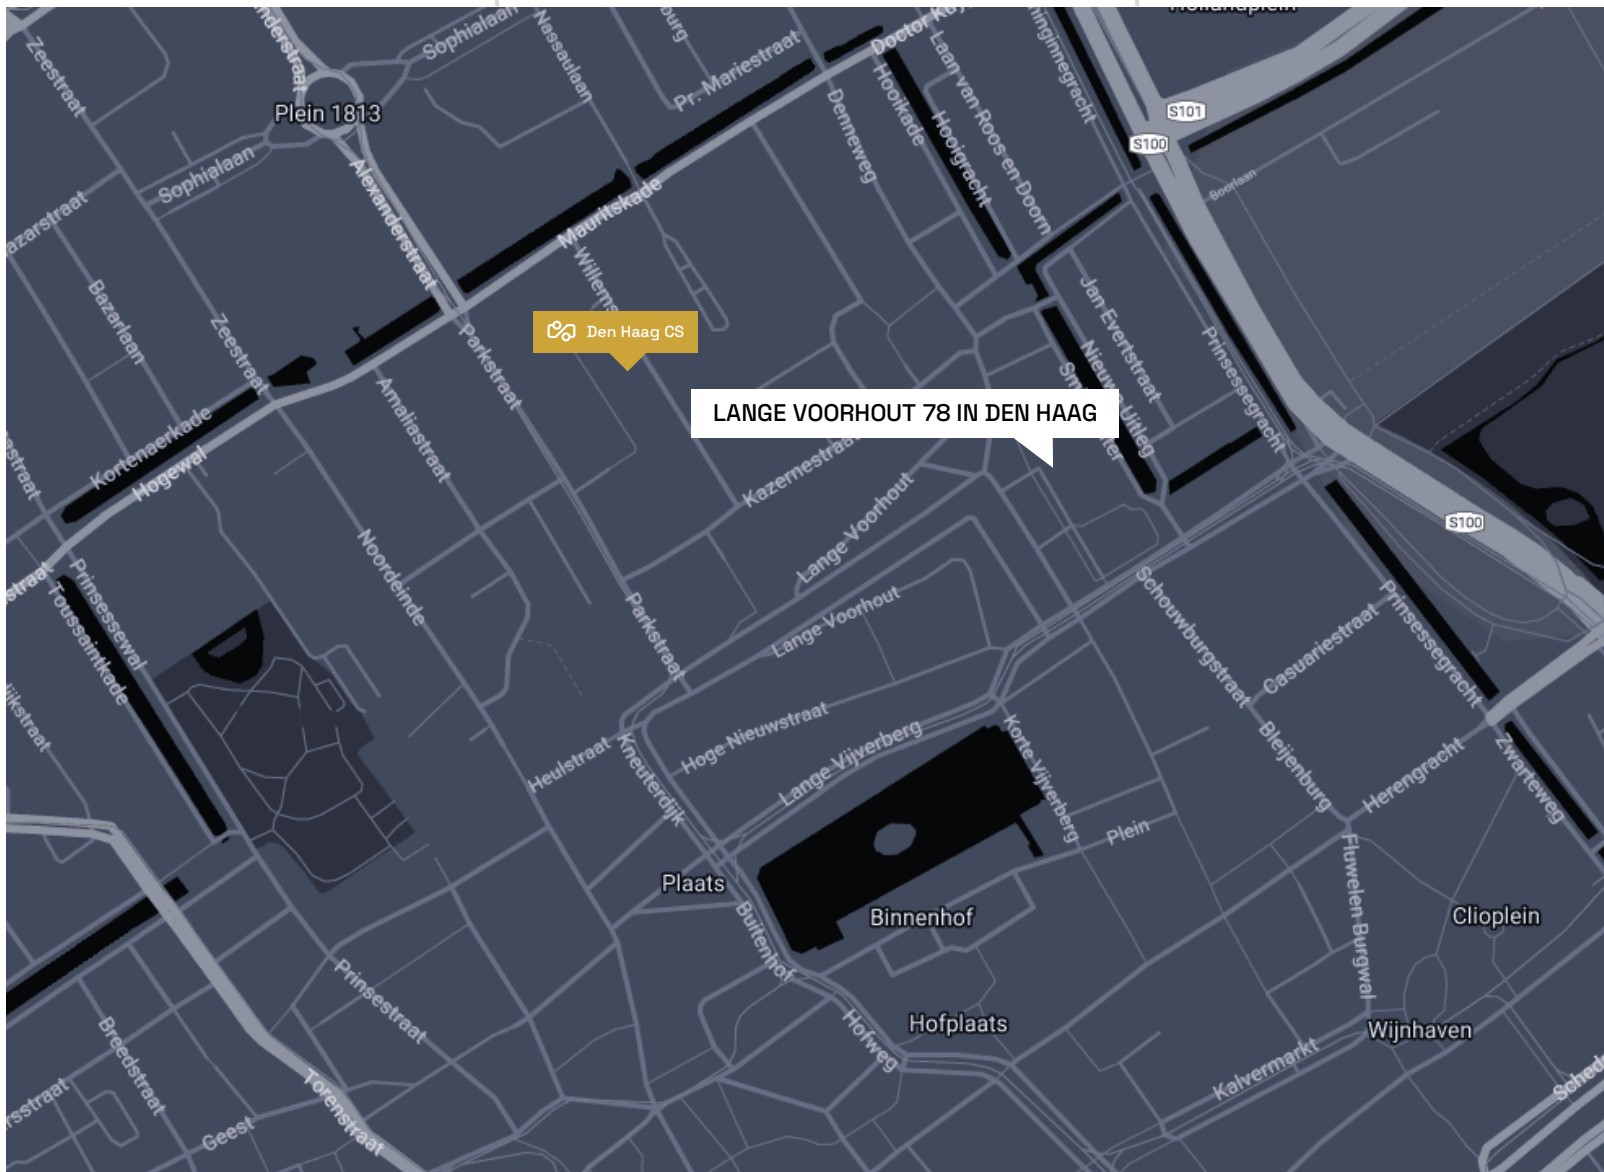 Hollandplein
Zeestraat
Sophialaan
Nassaulaan
Pr. Mariestraat
Laan van Roos en Doorn
S101
Plein 1813
S100
Hooikade
Denneweg
Hooigracht
Sophialaan
Boorlaan
Alexanderstraat
Mauritskade
Bazarlaan
Zeestraat
Jan Evertstraat
Prinsessegracht
Den Haag CS
Parkstraat
LANGE VOORHOUT 78 IN DEN HAAG
Amaliastraat
Kortenaerkade
Hogewal
Kazernestraat
Lange Voorhout
S100
Noordeinde
Prinsessewal
Toussaintkade
Parkstraat
Lange Voorhout
Schouwburgstraat
Casuariestraat
Prinsessegracht
Hoge Nieuwstraat
Heulstraat
Kneuterdijk
Lange Vijverberg
Korte Vijverberg
Bleijenburg
Herengracht
Zwarteweg
Plein
Plaats
Fluwelen Burgwal
Binnenhof
Clioplein
Buitenhof
Prinsestraat
Hofplaats
Hofweg
Wijnhaven
Breedstraat
Kalvermarkt
Torenstraat
Geest